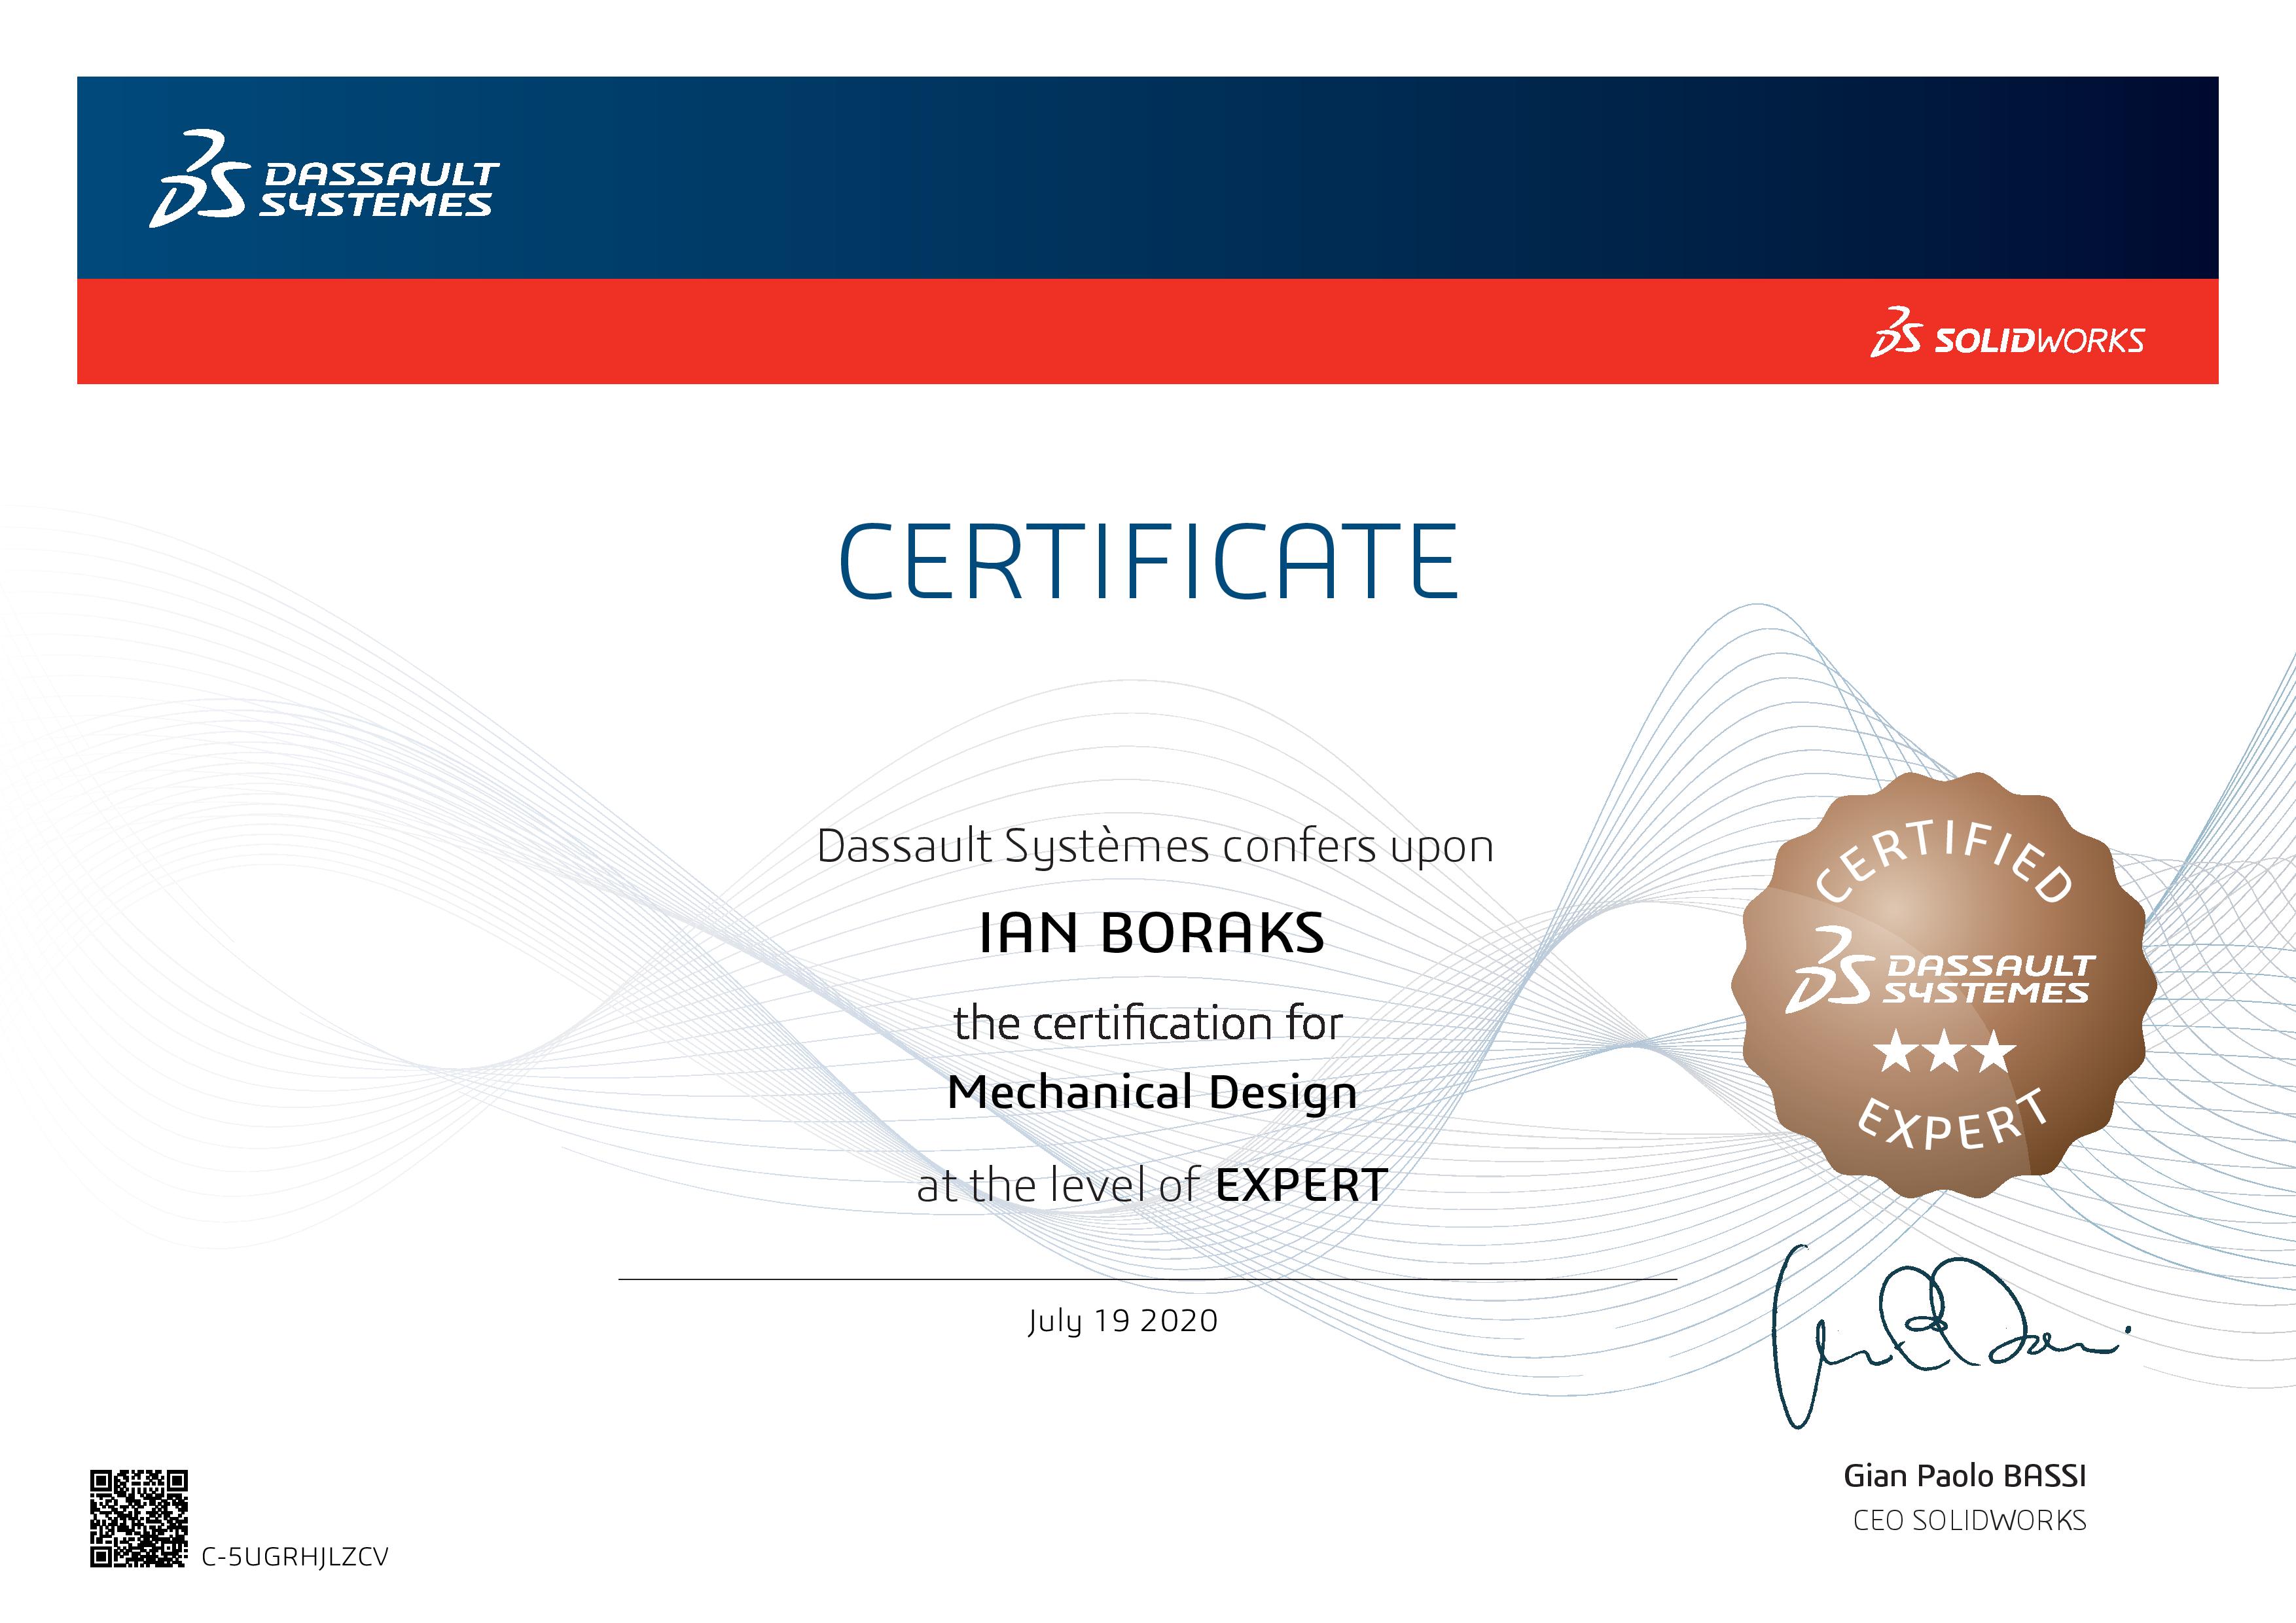 DASSAULT
SYSTEMES
SOLIDWORKS
CERTIFICATE
Dassault Systèmes confers upon
IAN BORAKS
the certification for
Mechanical Design
at the level of EXPERT
July 19 2020
CERTIFIED
DASSAULT
SYSTEMES
EXPERT
Gian Paolo BASSI
CEO SOLIDWORKS
C-5UGRHJLZCV